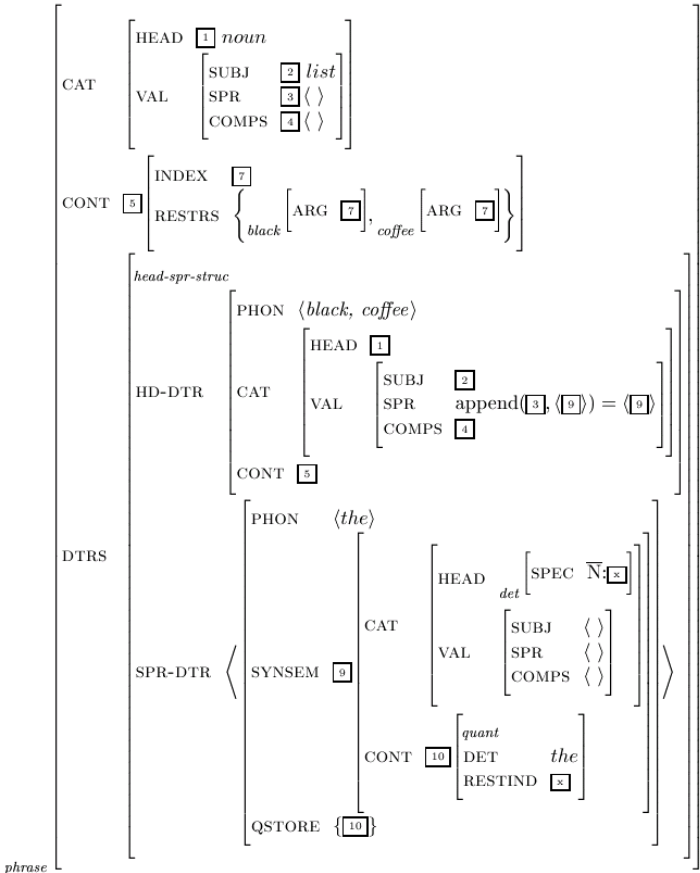 HEAD 1 noun
CAT
VAL
SUBJ 2 list
SPR 3 ⟨ ⟩
COMPS 4 ⟨ ⟩
CONT 5
INDEX 7
RESTRS { black [ARG 7], coffee [ARG 7] }
head-spr-struc
PHON ⟨black, coffee⟩
HEAD 1
HD-DTR
CAT
VAL
SUBJ 2
SPR append(3, ⟨9⟩) = ⟨9⟩
COMPS 4
CONT 5
PHON ⟨the⟩
DTRS
HEAD det [SPEC N̅:x]
CAT
VAL
SUBJ ⟨ ⟩
SPR ⟨ ⟩
COMPS ⟨ ⟩
SPR-DTR ⟨ SYNSEM 9 ⟩
quant
CONT 10 DET the
RESTIND x
QSTORE {10}
phrase